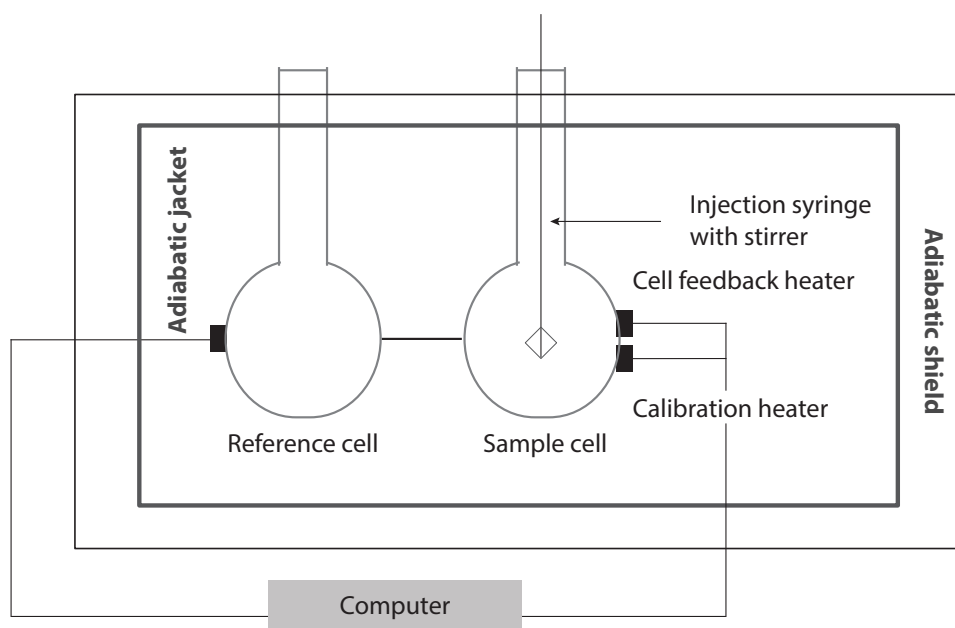 Adiabatic jacket
Injection syringe
with stirrer
Cell feedback heater
Adiabatic shield
Calibration heater
Reference cell
Sample cell
Computer